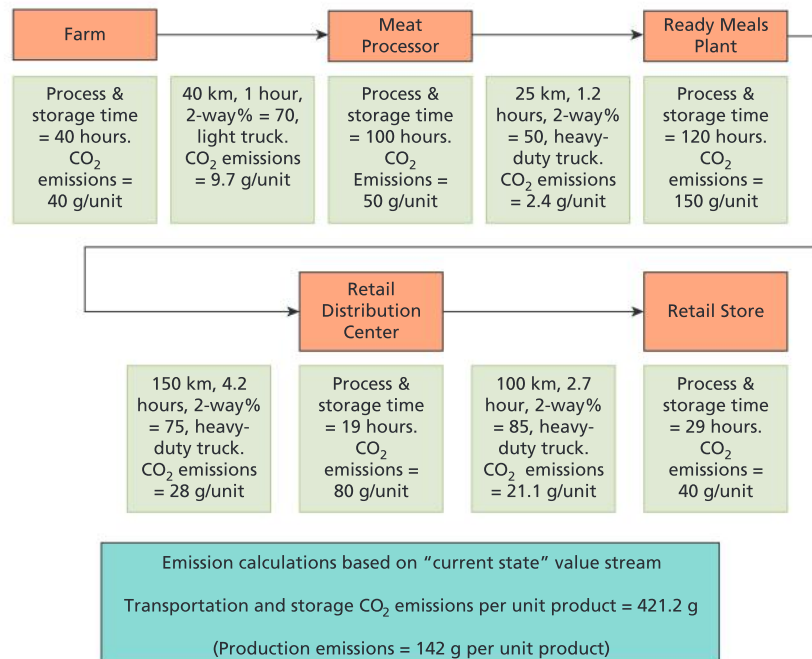 Farm
Meat
Processor
Ready Meals
Plant
Process &
storage time
= 40 hours.
CO₂
emissions =
40 g/unit
40 km, 1 hour,
2-way% = 70,
light truck.
CO₂ emissions
= 9.7 g/unit
Process &
storage time
= 100 hours.
CO₂
Emissions =
50 g/unit
25 km, 1.2
hours, 2-way%
= 50, heavy-
duty truck.
CO₂ emissions
= 2.4 g/unit
Process &
storage time
= 120 hours.
CO₂
emissions =
150 g/unit
Retail
Distribution
Center
Retail Store
150 km, 4.2
hours, 2-way%
= 75, heavy-
duty truck.
CO₂ emissions
= 28 g/unit
Process &
storage time
= 19 hours.
CO₂
emissions =
80 g/unit
100 km, 2.7
hour, 2-way%
= 85, heavy-
duty truck.
CO₂ emissions
= 21.1 g/unit
Process &
storage time
= 29 hours.
CO₂
emissions =
40 g/unit
Emission calculations based on “current state” value stream
Transportation and storage CO₂ emissions per unit product = 421.2 g
(Production emissions = 142 g per unit product)